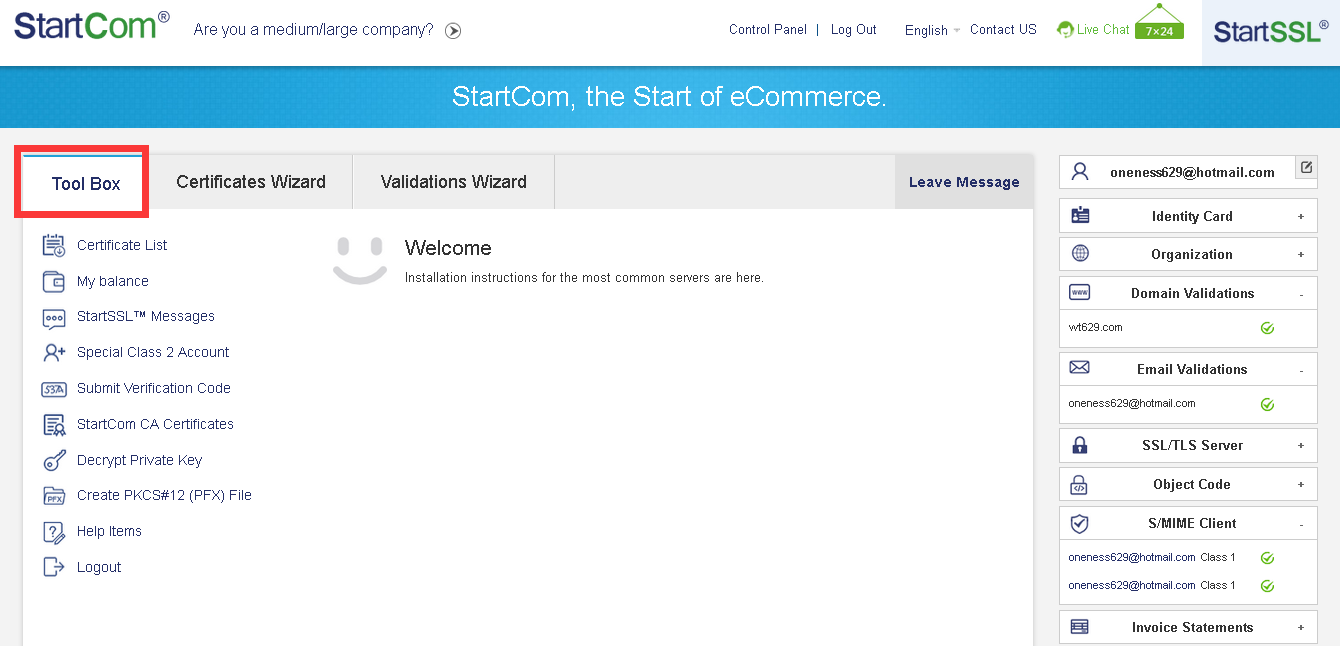 StartCom® Are you a medium/large company? Control Panel | Log Out English Contact US Live Chat 7×24 StartSSL®
StartCom, the Start of eCommerce.
Tool Box Certificates Wizard Validations Wizard Leave Message
Certificate List
My balance
StartSSL™ Messages
Special Class 2 Account
Submit Verification Code
StartCom CA Certificates
Decrypt Private Key
PFX Create PKCS#12 (PFX) File
Help Items
Logout
Welcome
Installation instructions for the most common servers are here.
oneness629@hotmail.com
Identity Card +
Organization +
www Domain Validations -
wt629.com
Email Validations -
oneness629@hotmail.com
SSL/TLS Server +
Object Code +
S/MIME Client -
oneness629@hotmail.com Class 1
oneness629@hotmail.com Class 1
Invoice Statements +